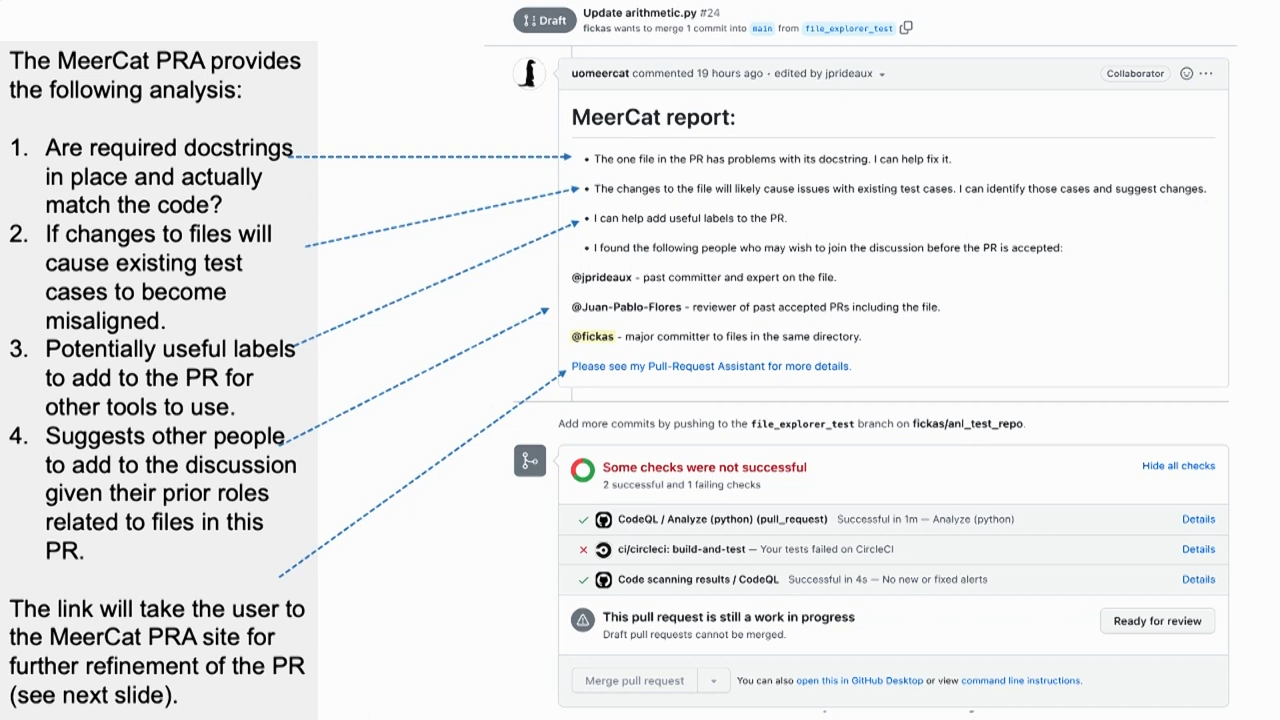 The MeerCat PRA provides
the following analysis:
1. Are required docstrings
in place and actually
match the code?
2. If changes to files will
cause existing test
cases to become
misaligned.
3. Potentially useful labels
to add to the PR for
other tools to use.
4. Suggests other people
to add to the discussion
given their prior roles
related to files in this
PR.
The link will take the user to
the MeerCat PRA site for
further refinement of the PR
(see next slide).
Draft
Update arithmetic.py #24
fickas wants to merge 1 commit into main from file_explorer_test
uomeercat commented 19 hours ago · edited by jprideaux
Collaborator
MeerCat report:
• The one file in the PR has problems with its docstring. I can help fix it.
• The changes to the file will likely cause issues with existing test cases. I can identify those cases and suggest changes.
• I can help add useful labels to the PR.
• I found the following people who may wish to join the discussion before the PR is accepted:
@jprideaux - past committer and expert on the file.
@Juan-Pablo-Flores - reviewer of past accepted PRs including the file.
@fickas - major committer to files in the same directory.
Please see my Pull-Request Assistant for more details.
Add more commits by pushing to the file_explorer_test branch on fickas/anl_test_repo.
Some checks were not successful
Hide all checks
2 successful and 1 failing checks
CodeQL / Analyze (python) (pull_request) Successful in 1m — Analyze (python) Details
ci/circleci: build-and-test — Your tests failed on CircleCI Details
Code scanning results / CodeQL Successful in 4s — No new or fixed alerts Details
This pull request is still a work in progress
Draft pull requests cannot be merged.
Ready for review
Merge pull request
You can also open this in GitHub Desktop or view command line instructions.